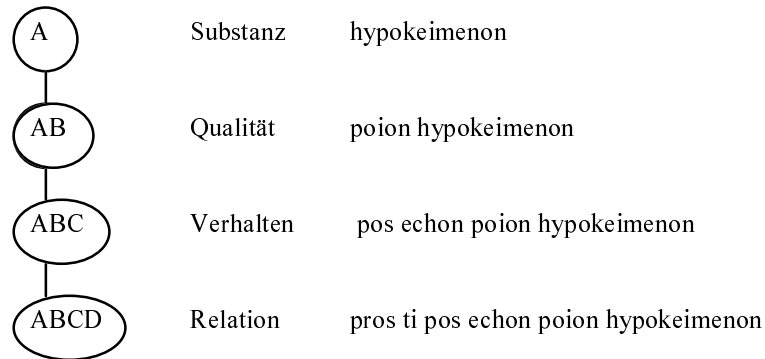 A Substanz hypokeimenon
AB Qualität poion hypokeimenon
ABC Verhalten pos echon poion hypokeimenon
ABCD Relation pros ti pos echon poion hypokeimenon